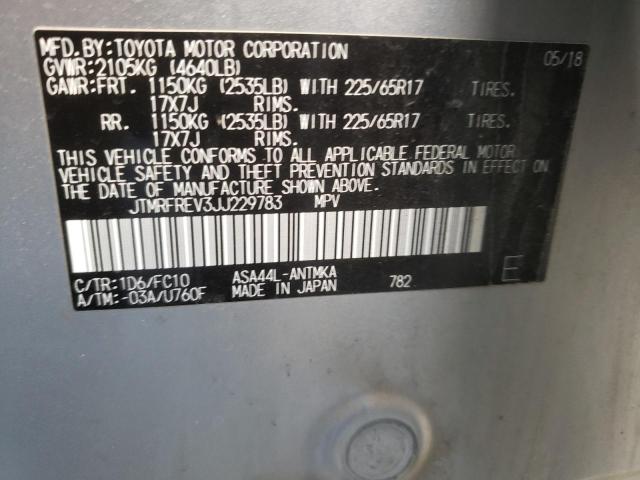 MFD.BY:TOYOTA MOTOR CORPORATION 05/18
GVWR:2105KG (4640LB)
GAWR:FRT. 1150KG (2535LB) WITH 225/65R17 TIRES.
17X7J RIMS.
RR. 1150KG (2535LB) WITH 225/65R17 TIRES.
17X7J RIMS.
THIS VEHICLE CONFORMS TO ALL APPLICABLE FEDERAL MOTOR
VEHICLE SAFETY AND THEFT PREVENTION STANDARDS IN EFFECT ON
THE DATE OF MANUFACTURE SHOWN ABOVE.
JTMRFREV3JJ229783 MPV
C/TR:1D6/FC10 ASA44L-ANTMKA 782 E
A/TM:-03A/U760F MADE IN JAPAN